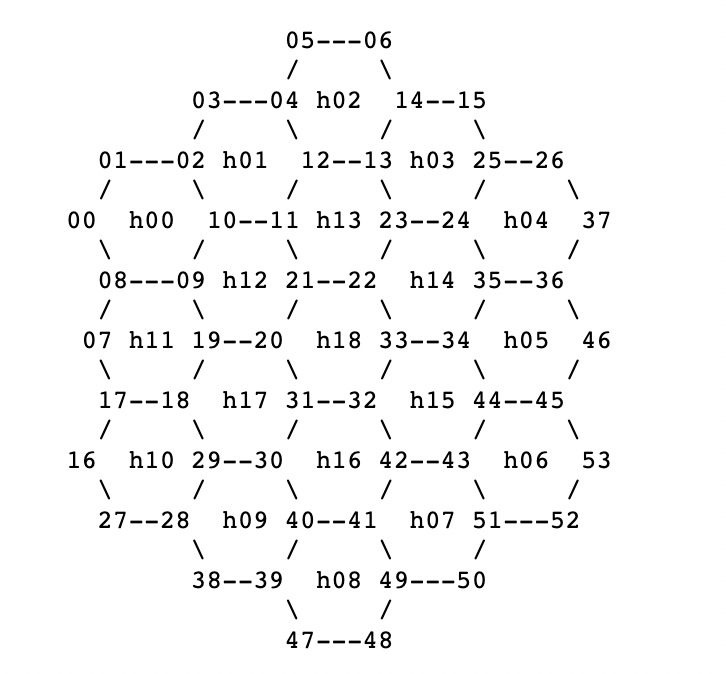 05---06
                     /     \
              03---04 h02  14--15
              /     \     /     \
       01---02 h01  12--13 h03 25--26
       /     \     /     \     /     \
     00  h00  10--11 h13 23--24  h04  37
       \     /     \     /     \     /
       08---09 h12 21--22  h14 35--36
       /     \     /     \     /     \
      07 h11 19--20  h18 33--34  h05  46
       \     /     \     /     \     /
       17--18  h17 31--32  h15 44--45
       /     \     /     \     /     \
     16  h10 29--30  h16 42--43  h06  53
       \     /     \     /     \     /
       27--28  h09 40--41  h07 51---52
             \     /     \     /
             38--39  h08 49---50
                   \     /
                   47---48